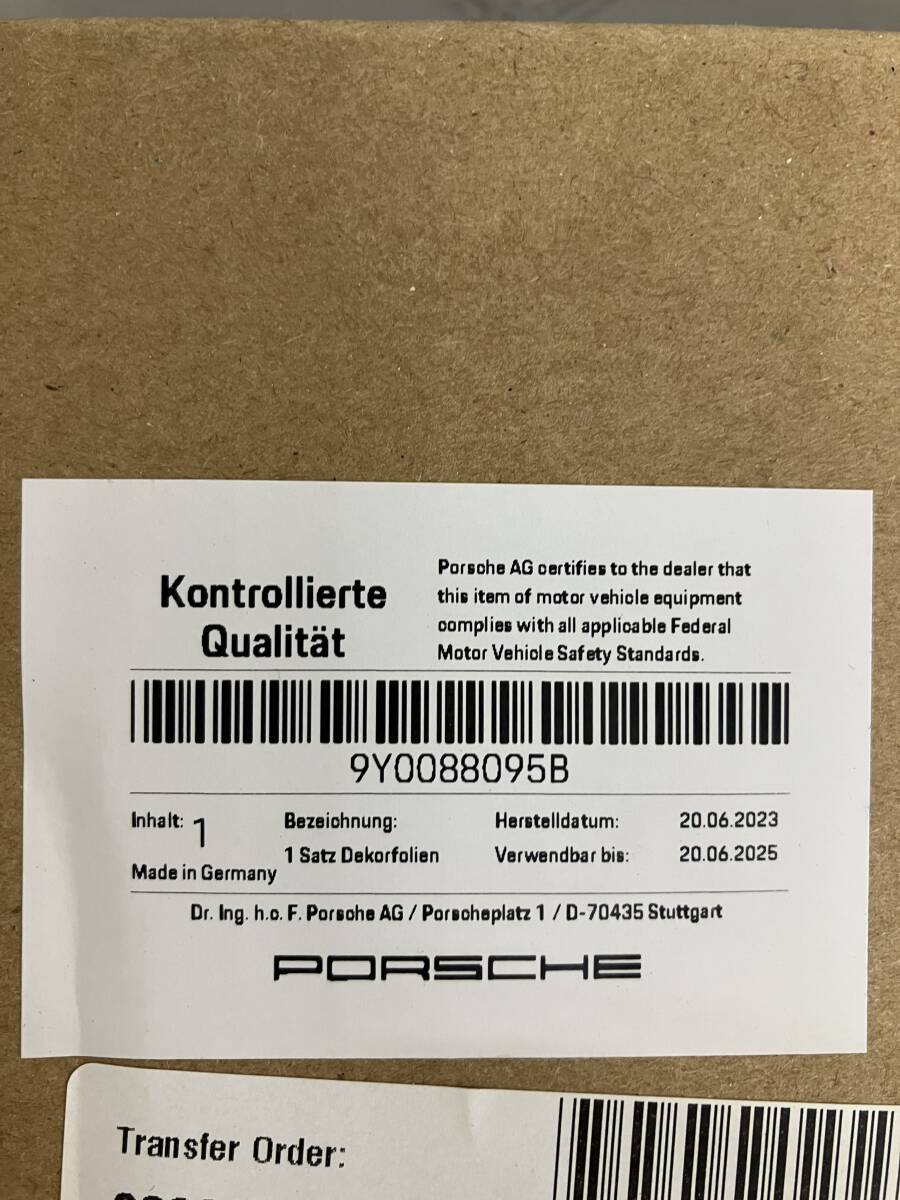 Kontrollierte
Qualität
Porsche AG certifies to the dealer that
this item of motor vehicle equipment
complies with all applicable Federal
Motor Vehicle Safety Standards.
9Y0088095B
Inhalt: 1
Made in Germany
Bezeichnung:
1 Satz Dekorfolien
Herstelldatum: 20.06.2023
Verwendbar bis: 20.06.2025
Dr. Ing. h.c. F. Porsche AG / Porscheplatz 1 / D-70435 Stuttgart
PORSCHE
Transfer Order: